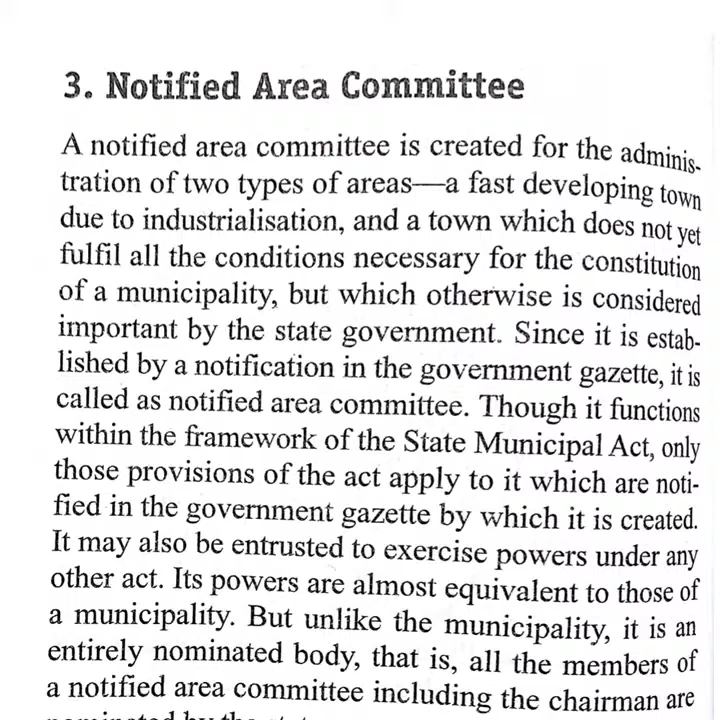 3. Notified Area Committee
A notified area committee is created for the adminis-
tration of two types of areas—a fast developing town
due to industrialisation, and a town which does not yet
fulfil all the conditions necessary for the constitution
of a municipality, but which otherwise is considered
important by the state government. Since it is estab-
lished by a notification in the government gazette, it is
called as notified area committee. Though it functions
within the framework of the State Municipal Act, only
those provisions of the act apply to it which are noti-
fied in the government gazette by which it is created.
It may also be entrusted to exercise powers under any
other act. Its powers are almost equivalent to those of
a municipality. But unlike the municipality, it is an
entirely nominated body, that is, all the members of
a notified area committee including the chairman are
nominated by the